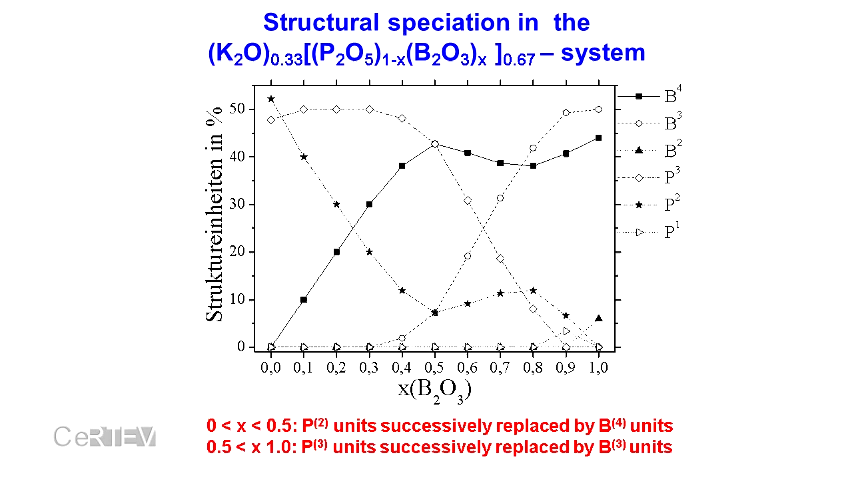 Structural speciation in the
(K2O)0.33[(P2O5)1-x(B2O3)x ]0.67 – system
Struktureinheiten in %
50
40
30
20
10
0
0,0 0,1 0,2 0,3 0,4 0,5 0,6 0,7 0,8 0,9 1,0
x(B2O3)
B4
B3
B2
P3
P2
P1
0 < x < 0.5: P(2) units successively replaced by B(4) units
0.5 < x 1.0: P(3) units successively replaced by B(3) units
CeRTEV